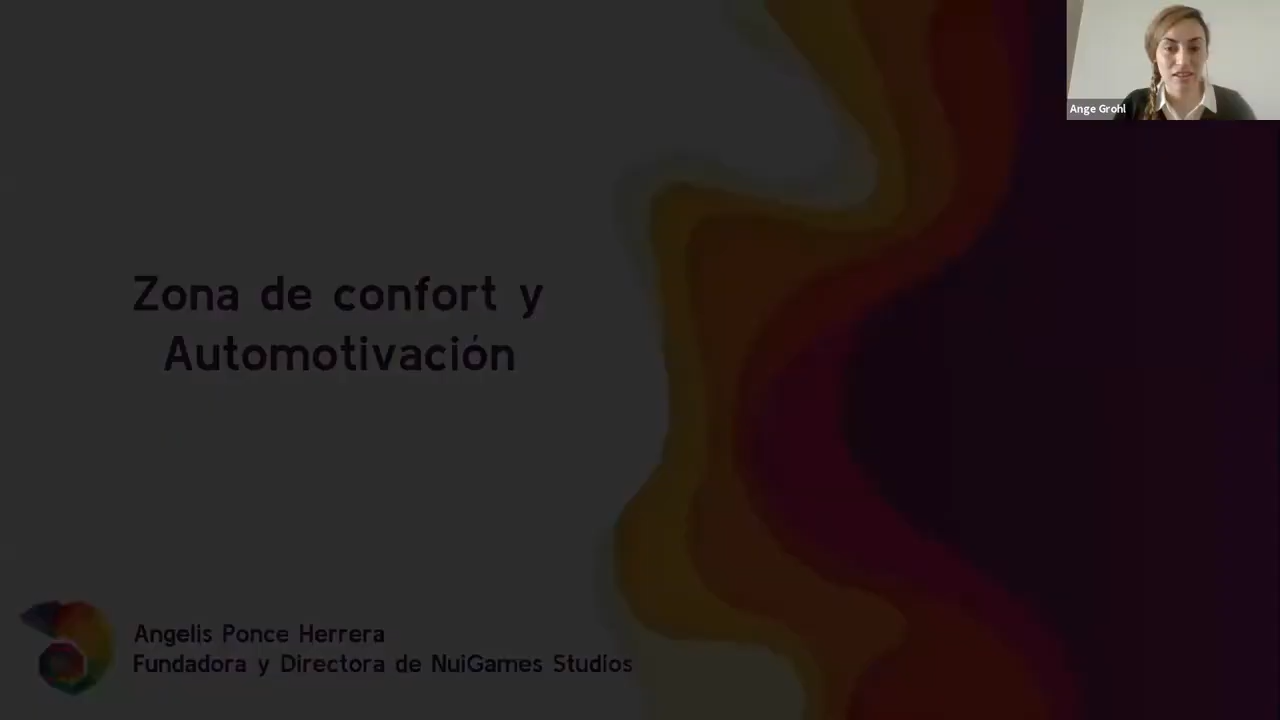 Ange Grohl
Zona de confort y
Automotivación
Angelis Ponce Herrera
Fundadora y Directora de NuiGames Studios